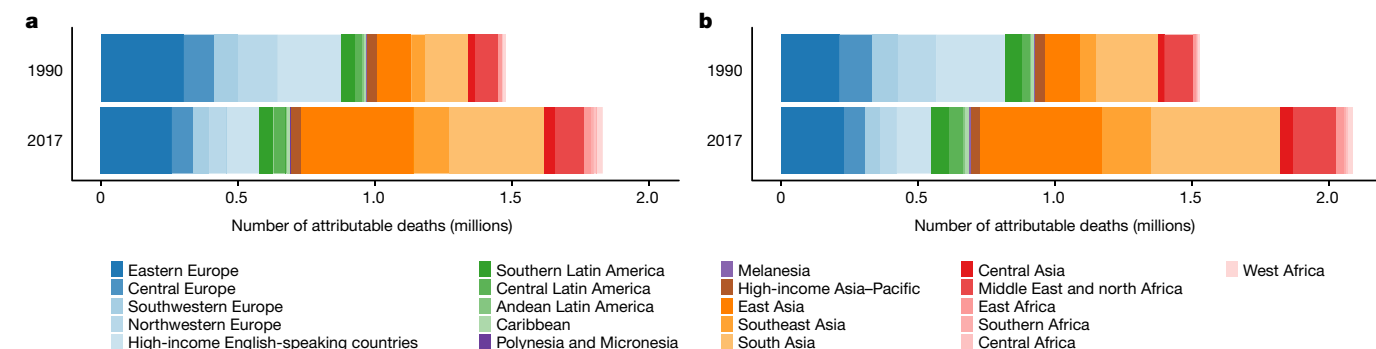 a
1990
2017
0 0.5 1.0 1.5 2.0
Number of attributable deaths (millions)
b
1990
2017
0 0.5 1.0 1.5 2.0
Number of attributable deaths (millions)
Eastern Europe
Central Europe
Southwestern Europe
Northwestern Europe
High-income English-speaking countries
Southern Latin America
Central Latin America
Andean Latin America
Caribbean
Polynesia and Micronesia
Melanesia
High-income Asia–Pacific
East Asia
Southeast Asia
South Asia
Central Asia
Middle East and north Africa
East Africa
Southern Africa
Central Africa
West Africa